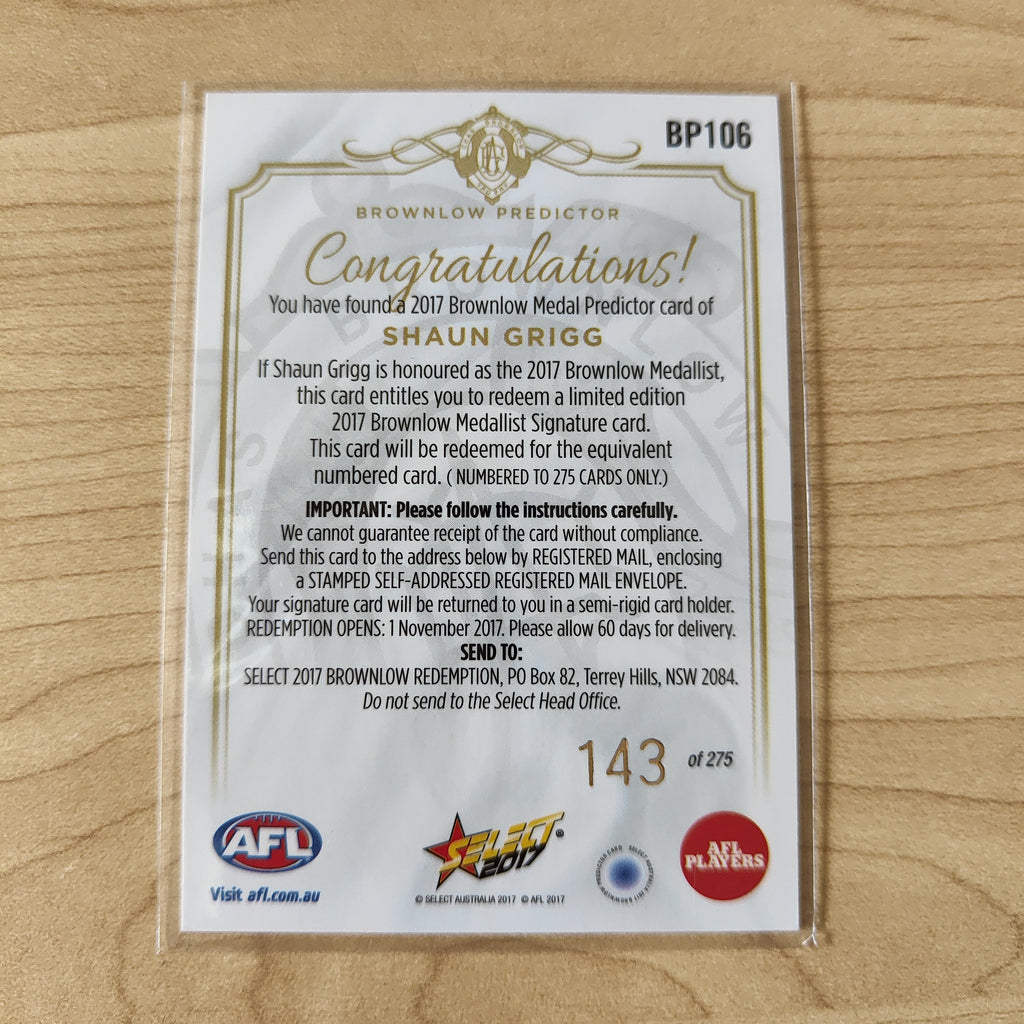 BP106
BROWNLOW PREDICTOR
Congratulations!
You have found a 2017 Brownlow Medal Predictor card of
SHAUN GRIGG
If Shaun Grigg is honoured as the 2017 Brownlow Medallist,
this card entitles you to redeem a limited edition
2017 Brownlow Medallist Signature card.
This card will be redeemed for the equivalent
numbered card. ( NUMBERED TO 275 CARDS ONLY.)
IMPORTANT: Please follow the instructions carefully.
We cannot guarantee receipt of the card without compliance.
Send this card to the address below by REGISTERED MAIL, enclosing
a STAMPED SELF-ADDRESSED REGISTERED MAIL ENVELOPE.
Your signature card will be returned to you in a semi-rigid card holder.
REDEMPTION OPENS: 1 November 2017. Please allow 60 days for delivery.
SEND TO:
SELECT 2017 BROWNLOW REDEMPTION, PO Box 82, Terrey Hills, NSW 2084.
Do not send to the Select Head Office.
143 of 275
AFL
Visit afl.com.au
SELECT®
2017
© SELECT AUSTRALIA 2017 © AFL 2017
AFL
PLAYERS